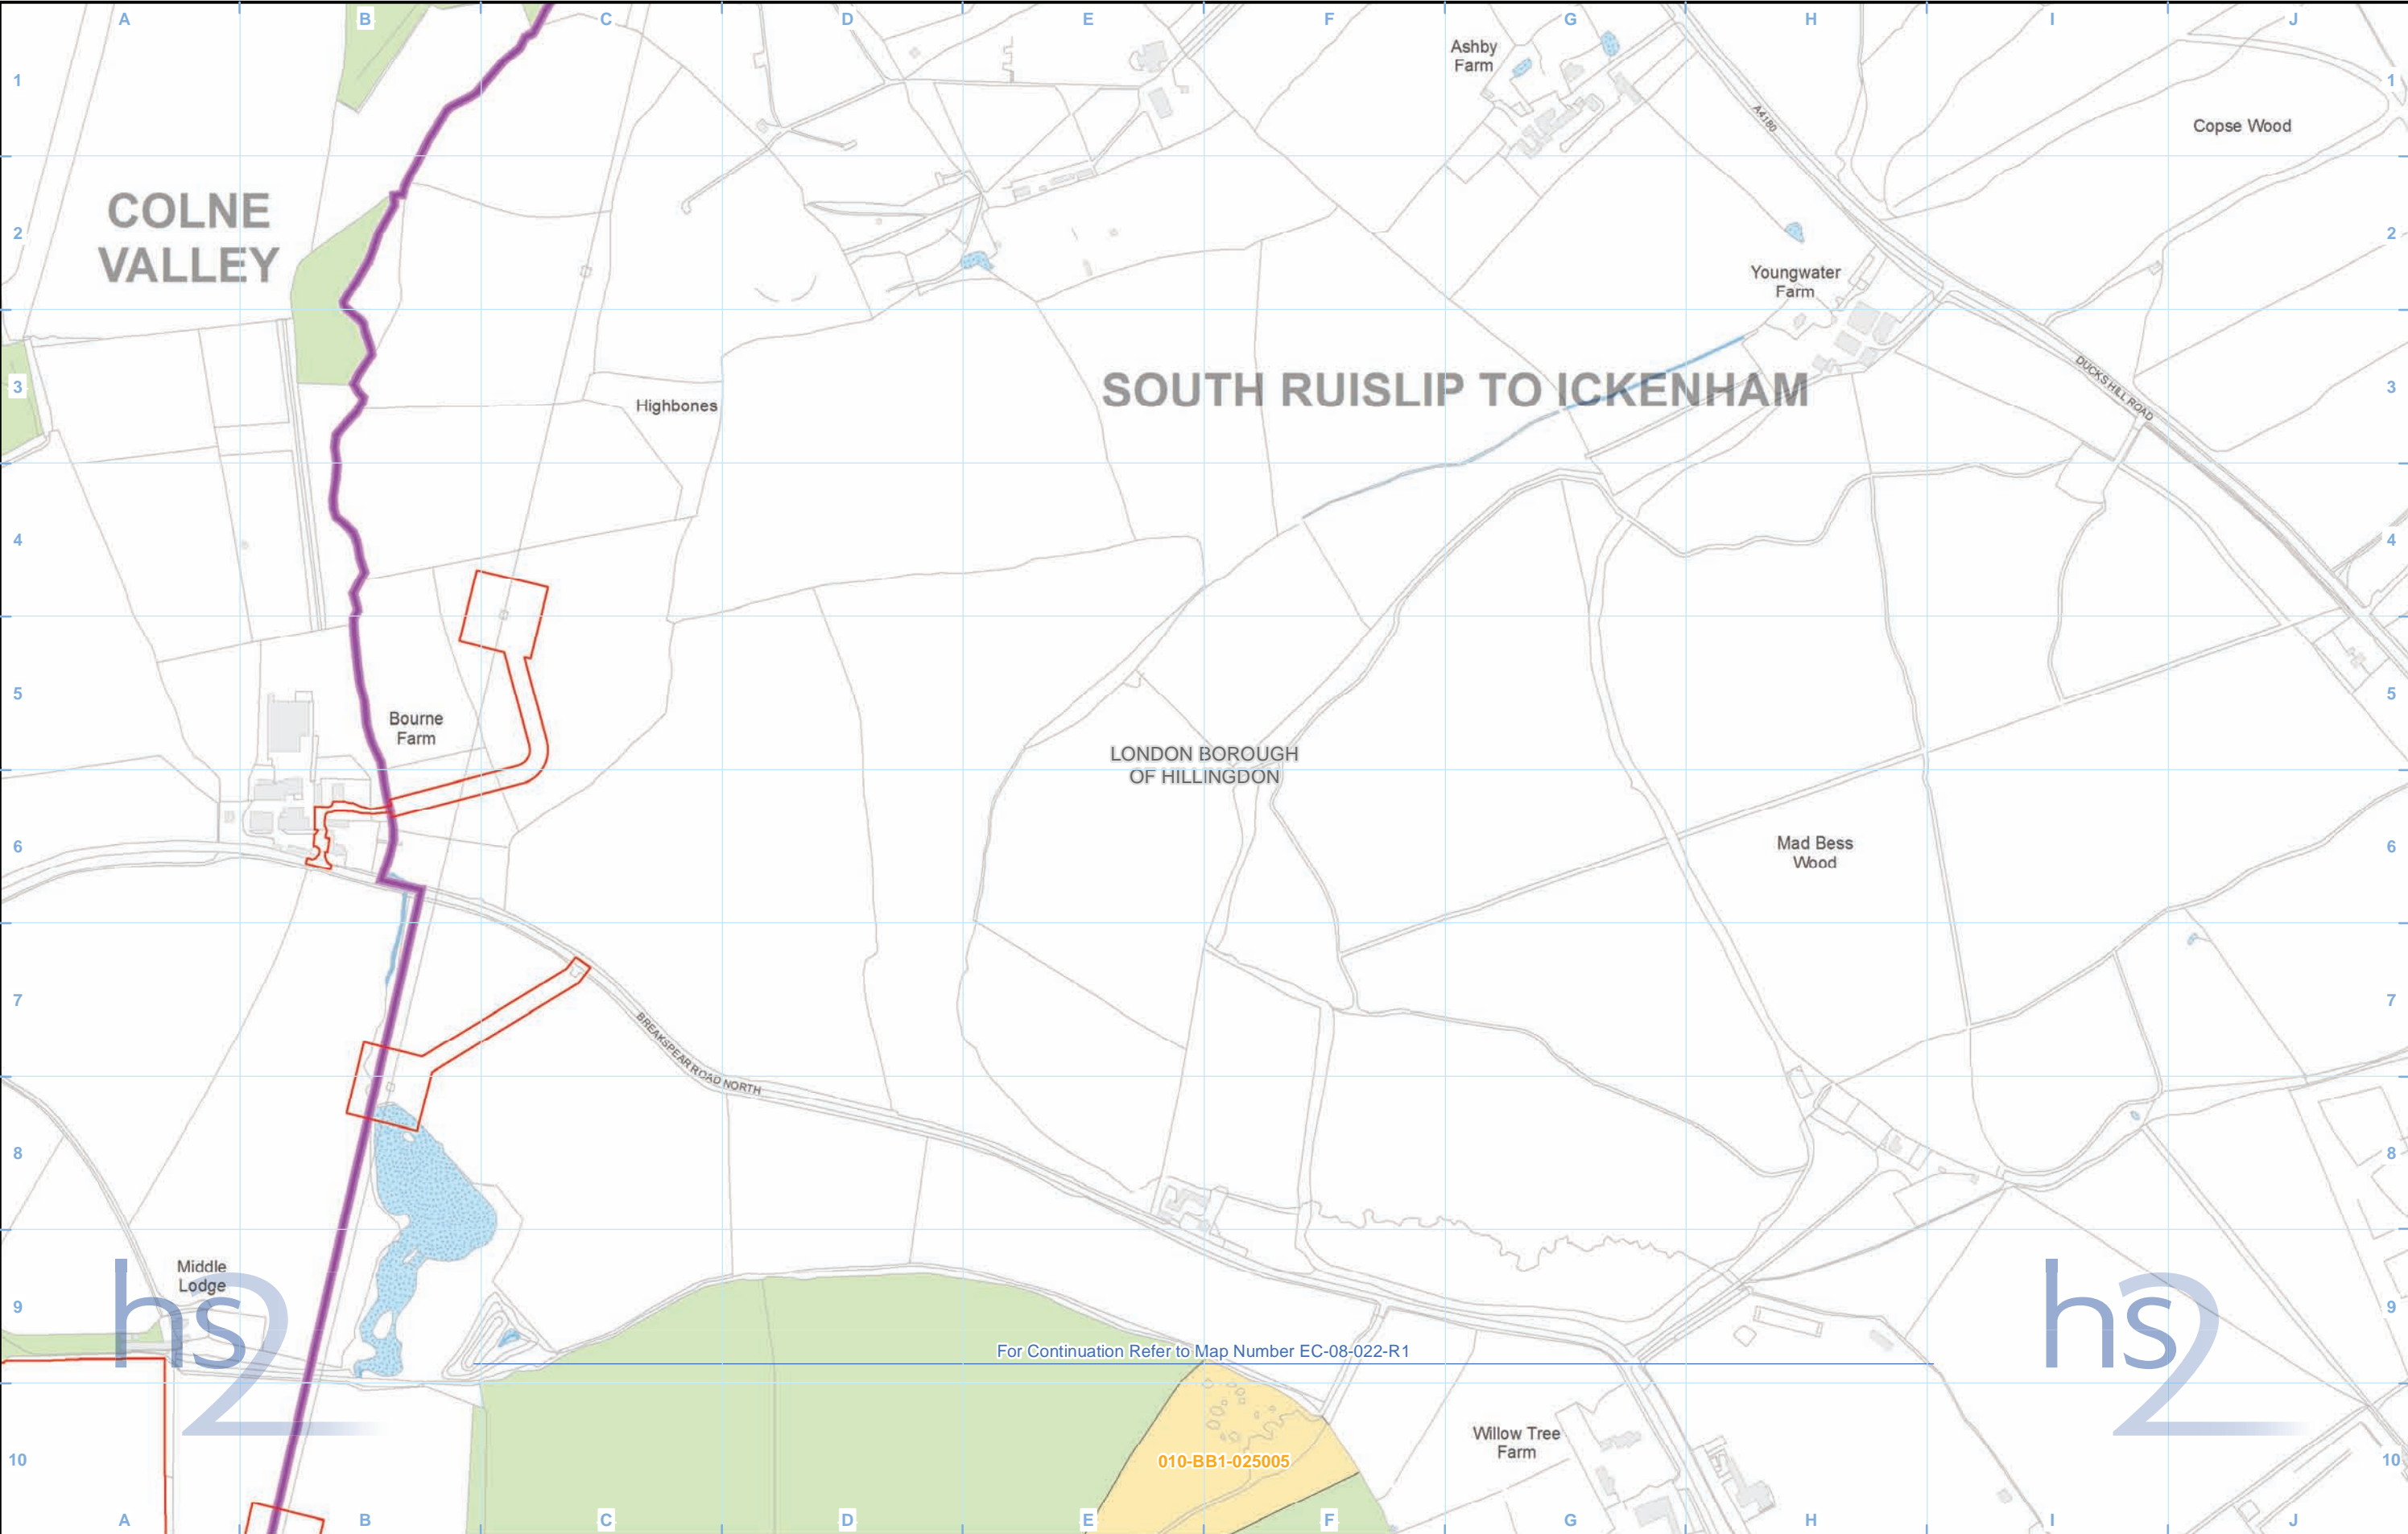 A B C D E F G H I J
1
Ashby
Farm
A4180
Copse Wood
1
COLNE
VALLEY
2
Youngwater
Farm
2
3
Highbones
SOUTH RUISLIP TO ICKENHAM
DUCKS HILL ROAD
3
4
4
5
Bourne
Farm
LONDON BOROUGH
OF HILLINGDON
5
6
Mad Bess
Wood
6
7
BREAKSPEAR ROAD NORTH
7
8
8
Middle
Lodge
hs2
hs2
9
For Continuation Refer to Map Number EC-08-022-R1
9
10
010-BB1-025005
Willow Tree
Farm
10
A B C D E F G H I J